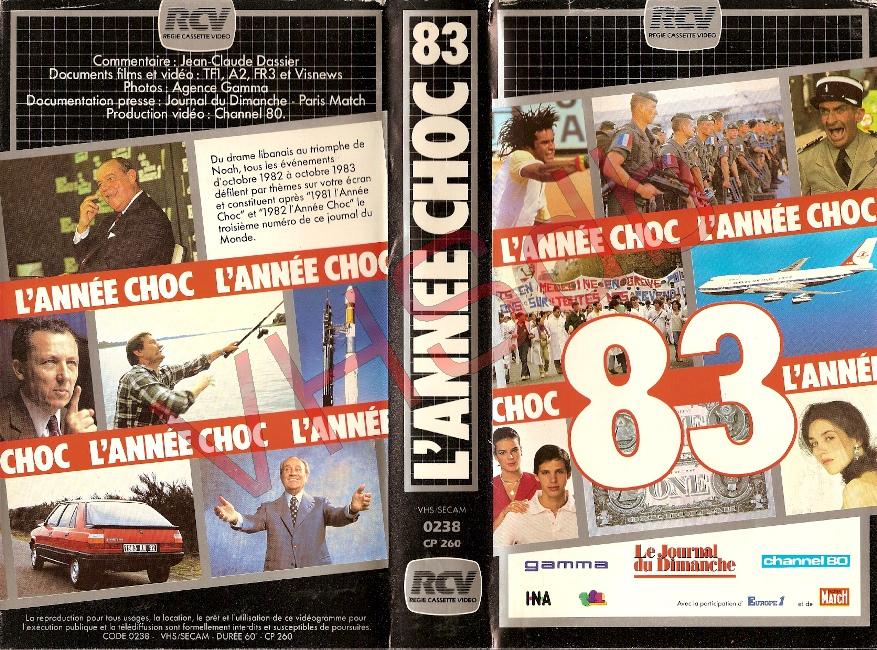 RCV
REGIE CASSETTE VIDEO
Commentaire : Jean-Claude Dassier
Documents films et vidéo : TF1, A2, FR3 et Visnews
Photos : Agence Gamma
Documentation presse : Journal du Dimanche - Paris Match
Production vidéo : Channel 80.
Du drame libanais au triomphe de
Noah, tous les événements
d'octobre 1982 à octobre 1983
défilent par thèmes sur votre écran
et constituent après "1981 l'Année
Choc" et "1982 l'Année Choc" le
troisième numéro de ce journal du
Monde.
L'ANNÉE CHOC L'ANNÉE CHOC
CHOC L'ANNÉE CHOC L'ANNÉE
La reproduction pour tous usages, la location, le prêt et l'utilisation de ce vidéogramme pour
l'exécution publique et la télédiffusion sont formellement interdits et susceptibles de poursuites.
CODE 0238 - VHS/SECAM - DURÉE 60' - CP 260
L'ANNÉE CHOC 83
VHS/SECAM
0238
CP 260
RCV
REGIE CASSETTE VIDEO
RCV
REGIE CASSETTE VIDEO
L'ANNÉE CHOC L'ANNÉE CHOC
CHOC
L'ANNÉE
83
ONE
gamma
Le Journal
du Dimanche
channel 80
INA
Avec la participation d'
EUROPE 1
et de
MATCH